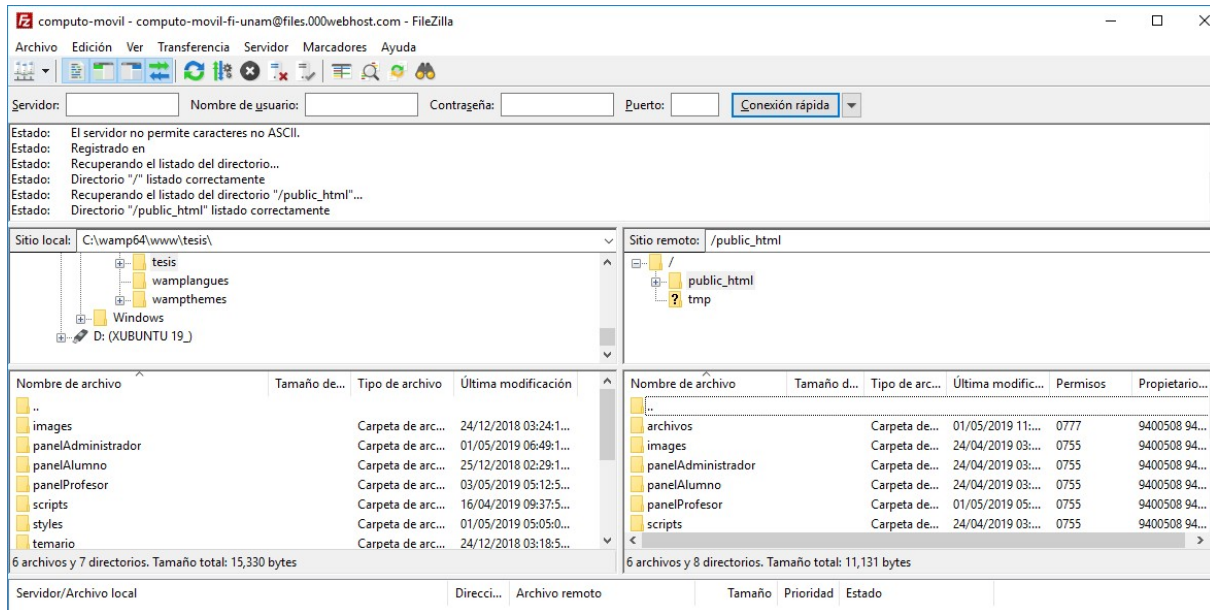 computo-movil - computo-movil-fi-unam@files.000webhost.com - FileZilla
Archivo Edición Ver Transferencia Servidor Marcadores Ayuda
Servidor: Nombre de usuario: Contraseña: Puerto: Conexión rápida
Estado: El servidor no permite caracteres no ASCII.
Estado: Registrado en
Estado: Recuperando el listado del directorio...
Estado: Directorio "/" listado correctamente
Estado: Recuperando el listado del directorio "/public_html"...
Estado: Directorio "/public_html" listado correctamente
Sitio local: C:\wamp64\www\tesis\
tesis
wamplangues
wampthemes
Windows
D: (XUBUNTU 19_)
Sitio remoto: /public_html
/
public_html
? tmp
Nombre de archivo Tamaño de... Tipo de archivo Última modificación
..
images Carpeta de arc... 24/12/2018 03:24:1...
panelAdministrador Carpeta de arc... 01/05/2019 06:49:1...
panelAlumno Carpeta de arc... 25/12/2018 02:29:1...
panelProfesor Carpeta de arc... 03/05/2019 05:12:5...
scripts Carpeta de arc... 16/04/2019 09:37:5...
styles Carpeta de arc... 01/05/2019 05:05:0...
temario Carpeta de arc... 24/12/2018 03:18:5...
6 archivos y 7 directorios. Tamaño total: 15,330 bytes
Nombre de archivo Tamaño d... Tipo de arc... Última modific... Permisos Propietario...
..
archivos Carpeta de... 01/05/2019 11:... 0777 9400508 94...
images Carpeta de... 24/04/2019 03:... 0755 9400508 94...
panelAdministrador Carpeta de... 24/04/2019 03:... 0755 9400508 94...
panelAlumno Carpeta de... 24/04/2019 03:... 0755 9400508 94...
panelProfesor Carpeta de... 01/05/2019 05:... 0755 9400508 94...
scripts Carpeta de... 24/04/2019 03:... 0755 9400508 94...
6 archivos y 8 directorios. Tamaño total: 11,131 bytes
Servidor/Archivo local Direcci... Archivo remoto Tamaño Prioridad Estado